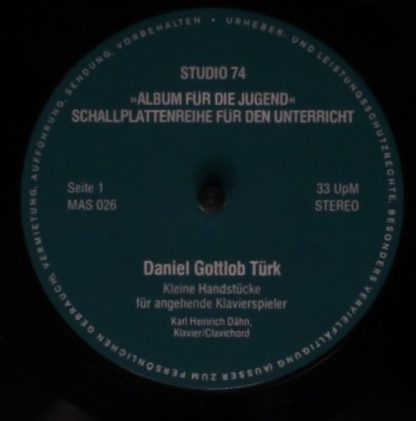 URHEBER- UND LEISTUNGSSCHUTZRECHTE, BESONDERS VERVIELFÄLTIGUNG (AUSSER ZUM PERSÖNLICHEN GEBRAUCH), VERMIETUNG, AUFFÜHRUNG, SENDUNG, VORBEHALTEN •
STUDIO 74
»ALBUM FÜR DIE JUGEND«
SCHALLPLATTENREIHE FÜR DEN UNTERRICHT
Seite 1 33 UpM
MAS 026 STEREO
Daniel Gottlob Türk
Kleine Handstücke
für angehende Klavierspieler
Karl Heinrich Dähn,
Klavier/Clavichord